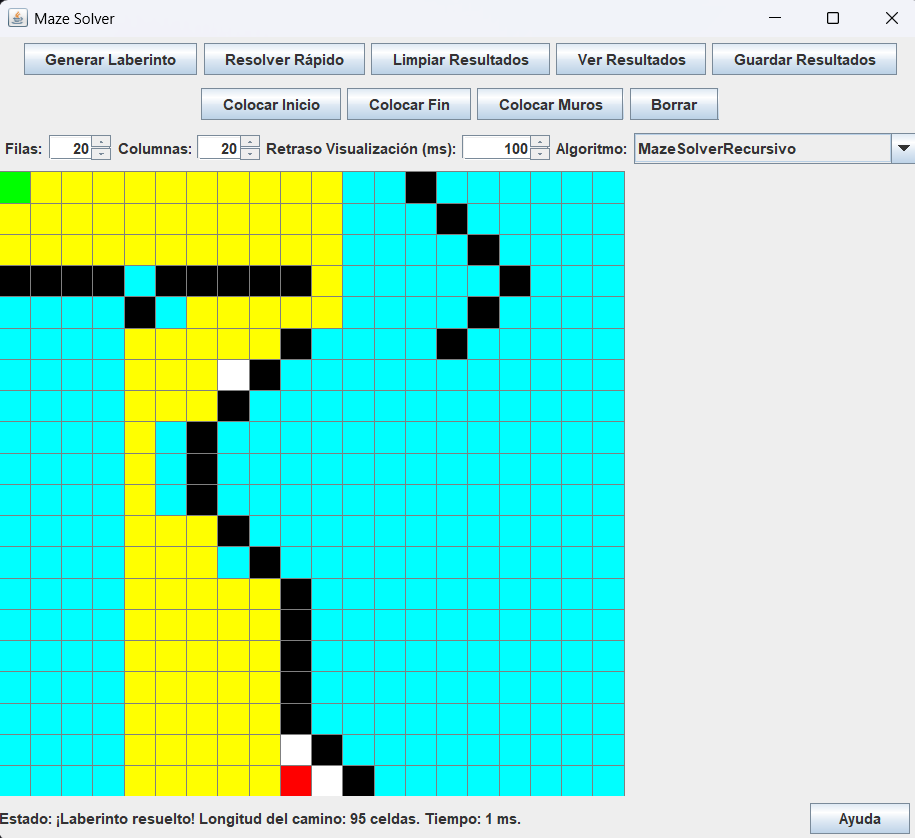 Maze Solver
Generar Laberinto Resolver Rápido Limpiar Resultados Ver Resultados Guardar Resultados
Colocar Inicio Colocar Fin Colocar Muros Borrar
Filas: 20 Columnas: 20 Retraso Visualización (ms): 100 Algoritmo: MazeSolverRecursivo
Estado: ¡Laberinto resuelto! Longitud del camino: 95 celdas. Tiempo: 1 ms.
Ayuda